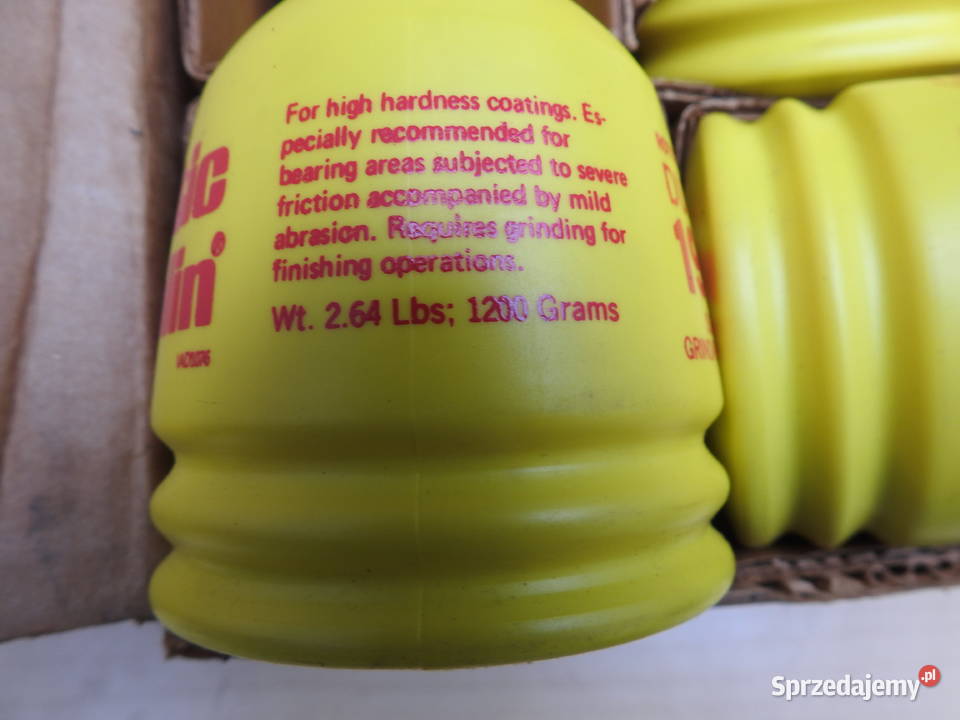 For high hardness coatings. Es-
pecially recommended for
bearing areas subjected to severe
friction accompanied by mild
abrasion. Requires grinding for
finishing operations.
Wt. 2.64 Lbs; 1200 Grams
Sprzedajemy.pl